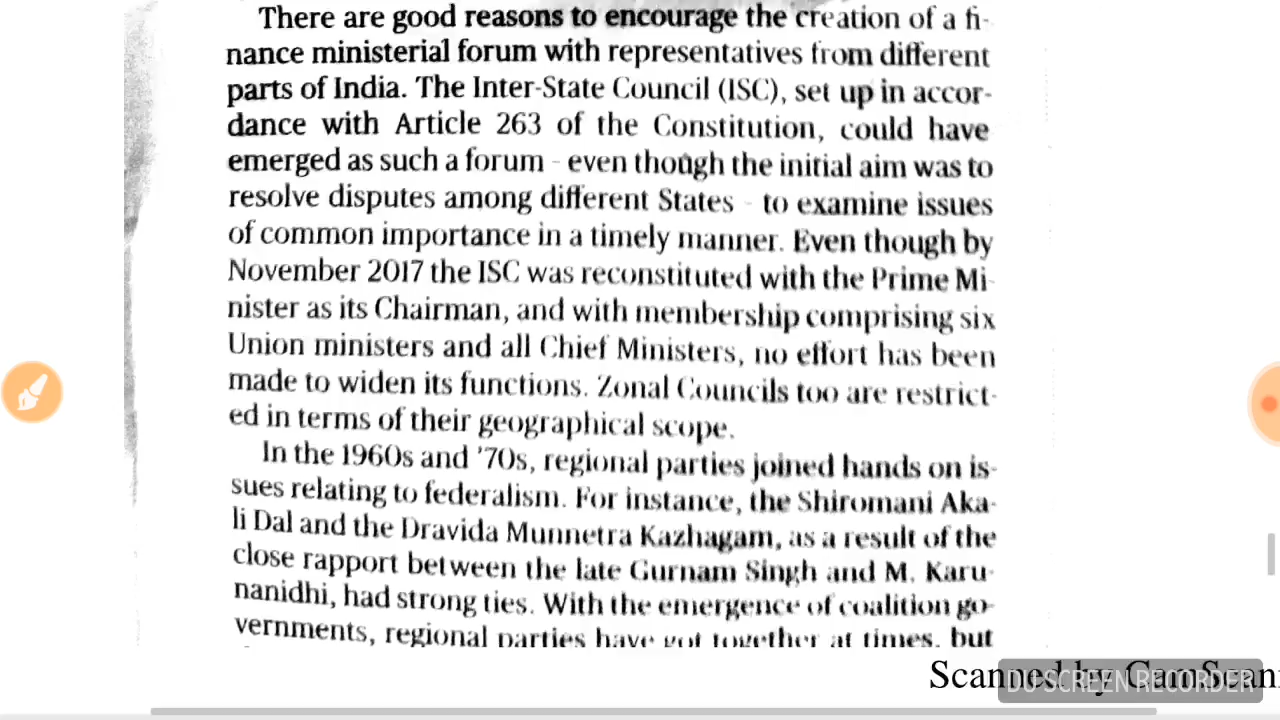 There are good reasons to encourage the creation of a fi-
nance ministerial forum with representatives from different
parts of India. The Inter-State Council (ISC), set up in accor-
dance with Article 263 of the Constitution, could have
emerged as such a forum - even though the initial aim was to
resolve disputes among different States - to examine issues
of common importance in a timely manner. Even though by
November 2017 the ISC was reconstituted with the Prime Mi-
nister as its Chairman, and with membership comprising six
Union ministers and all Chief Ministers, no effort has been
made to widen its functions. Zonal Councils too are restrict-
ed in terms of their geographical scope.
In the 1960s and '70s, regional parties joined hands on is-
sues relating to federalism. For instance, the Shiromani Aka-
li Dal and the Dravida Munnetra Kazhagam, as a result of the
close rapport between the late Gurnam Singh and M. Karu-
nanidhi, had strong ties. With the emergence of coalition go-
vernments, regional parties have got together at times, but
Scanned by CamScan
DU SCREEN RECORDER